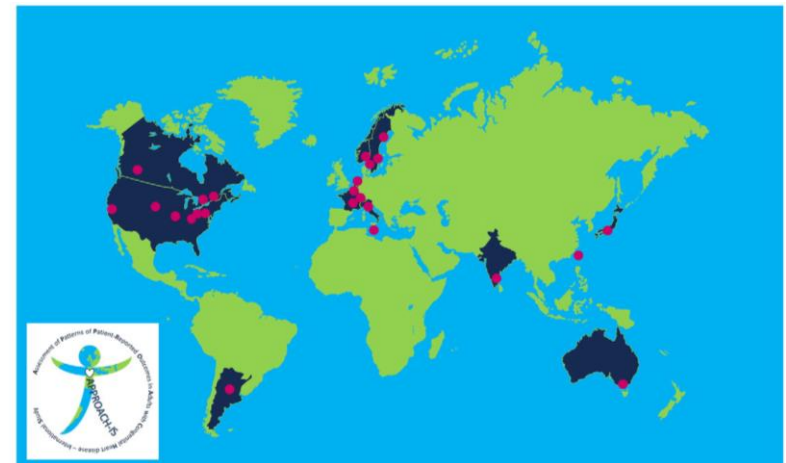 Assessment of Patterns of Patient-Reported Outcomes in Adults with Congenital Heart disease – International Study
APPROACH-IS